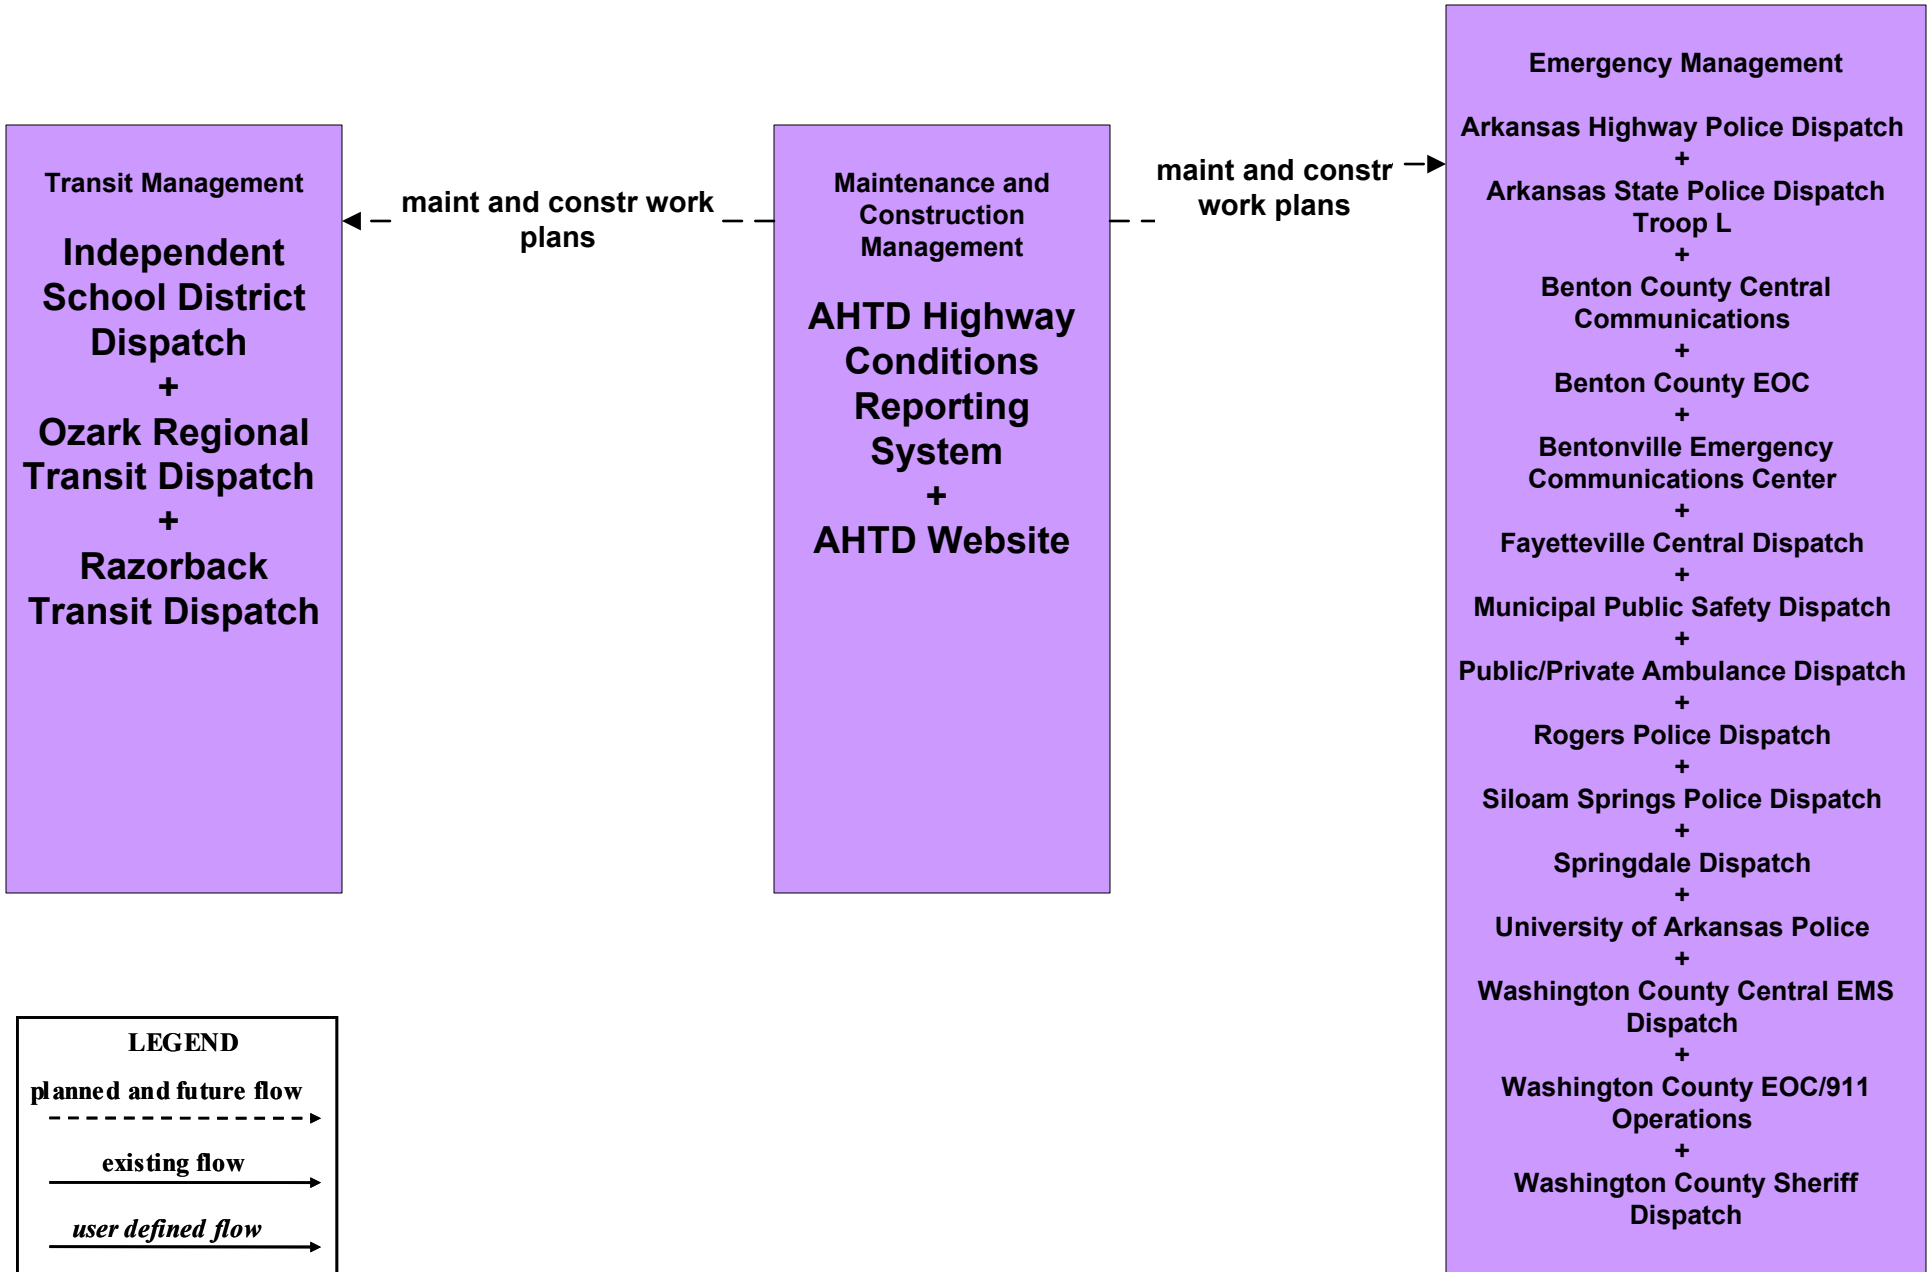 Transit Management
Independent
School District
Dispatch
+
Ozark Regional
Transit Dispatch
+
Razorback
Transit Dispatch
maint and constr work
plans
Maintenance and
Construction
Management
AHTD Highway
Conditions
Reporting
System
+
AHTD Website
maint and constr
work plans
Emergency Management
Arkansas Highway Police Dispatch
+
Arkansas State Police Dispatch
Troop L
+
Benton County Central
Communications
+
Benton County EOC
+
Bentonville Emergency
Communications Center
+
Fayetteville Central Dispatch
+
Municipal Public Safety Dispatch
+
Public/Private Ambulance Dispatch
+
Rogers Police Dispatch
+
Siloam Springs Police Dispatch
+
Springdale Dispatch
+
University of Arkansas Police
+
Washington County Central EMS
Dispatch
+
Washington County EOC/911
Operations
+
Washington County Sheriff
Dispatch
LEGEND
planned and future flow
existing flow
user defined flow